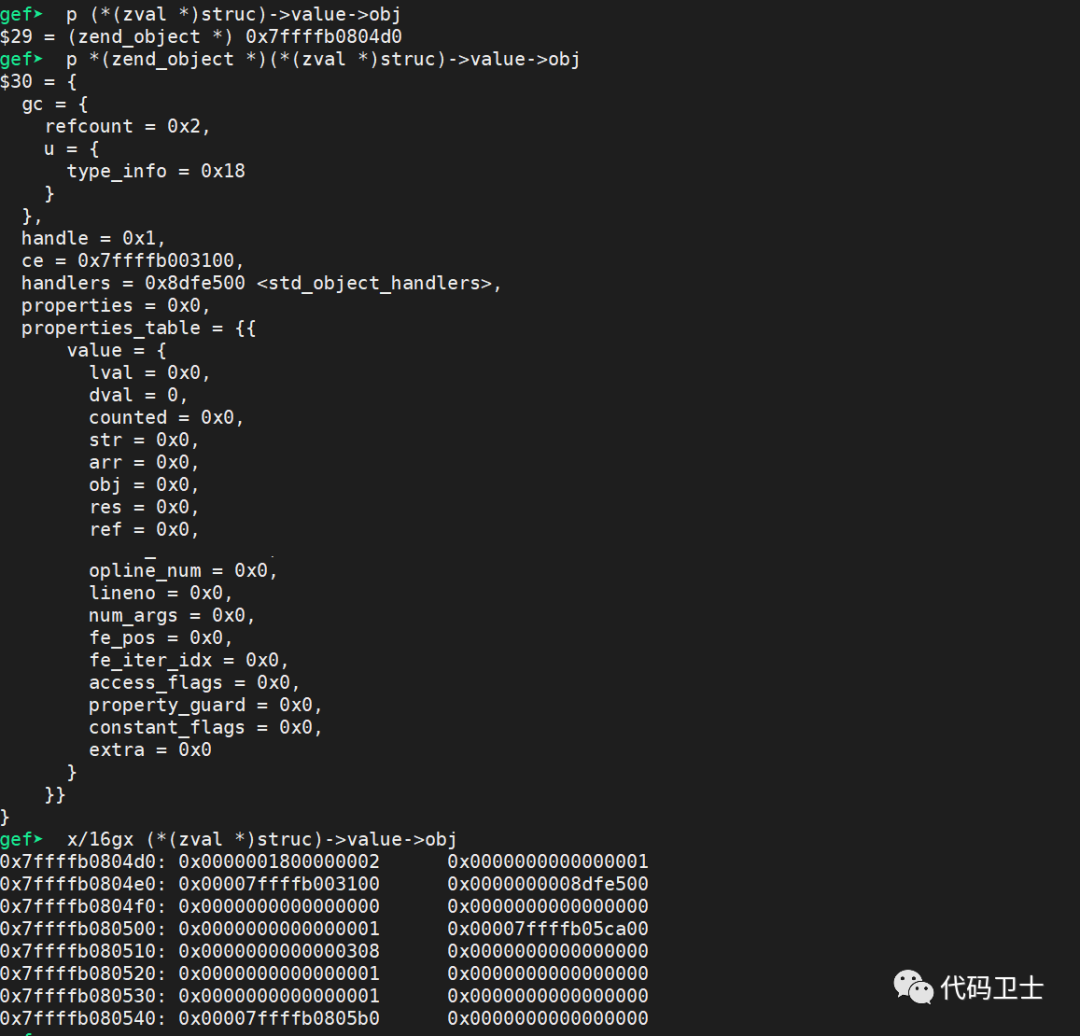 gef➤  p (*(zval *)struc)->value->obj
$29 = (zend_object *) 0x7ffffb0804d0
gef➤  p *(zend_object *)(*(zval *)struc)->value->obj
$30 = {
  gc = {
    refcount = 0x2,
    u = {
      type_info = 0x18
    }
  },
  handle = 0x1,
  ce = 0x7ffffb003100,
  handlers = 0x8dfe500 <std_object_handlers>,
  properties = 0x0,
  properties_table = {{
      value = {
        lval = 0x0,
        dval = 0,
        counted = 0x0,
        str = 0x0,
        arr = 0x0,
        obj = 0x0,
        res = 0x0,
        ref = 0x0,
        opline_num = 0x0,
        lineno = 0x0,
        num_args = 0x0,
        fe_pos = 0x0,
        fe_iter_idx = 0x0,
        access_flags = 0x0,
        property_guard = 0x0,
        constant_flags = 0x0,
        extra = 0x0
      }
    }}
}
gef➤  x/16gx (*(zval *)struc)->value->obj
0x7ffffb0804d0: 0x0000001800000002      0x0000000000000001
0x7ffffb0804e0: 0x00007ffffb003100      0x0000000008dfe500
0x7ffffb0804f0: 0x0000000000000000      0x0000000000000000
0x7ffffb080500: 0x0000000000000001      0x00007ffffb05ca00
0x7ffffb080510: 0x0000000000000308      0x0000000000000000
0x7ffffb080520: 0x0000000000000001      0x0000000000000000
0x7ffffb080530: 0x0000000000000001      0x0000000000000000
0x7ffffb080540: 0x00007ffffb0805b0      0x0000000000000000
代码卫士